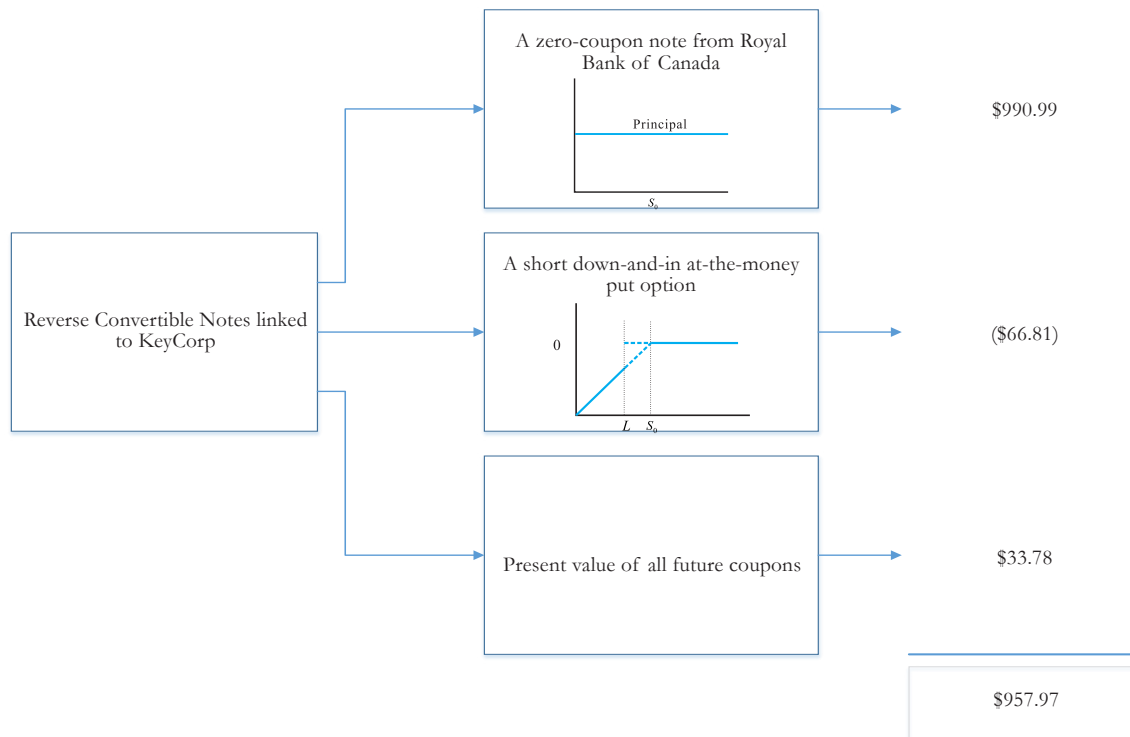 A zero-coupon note from Royal
Bank of Canada
Principal
S₀
$990.99
Reverse Convertible Notes linked
to KeyCorp
A short down-and-in at-the-money
put option
0
L S₀
($66.81)
Present value of all future coupons
$33.78
$957.97